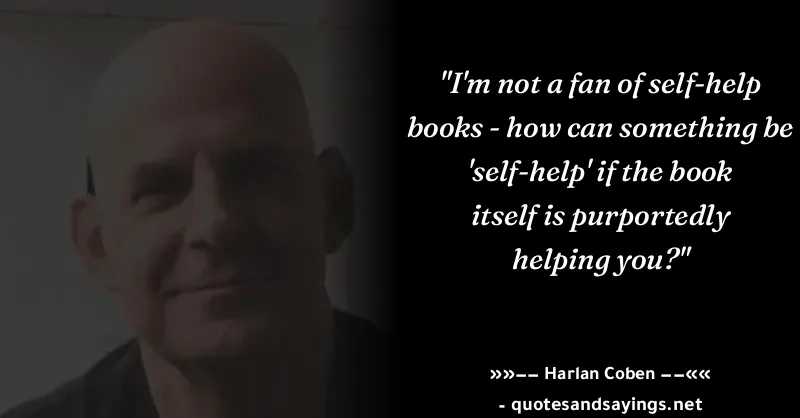 "I'm not a fan of self-help
books - how can something be
'self-help' if the book
itself is purportedly
helping you?"
»»−− Harlan Coben −−««
- quotesandsayings.net